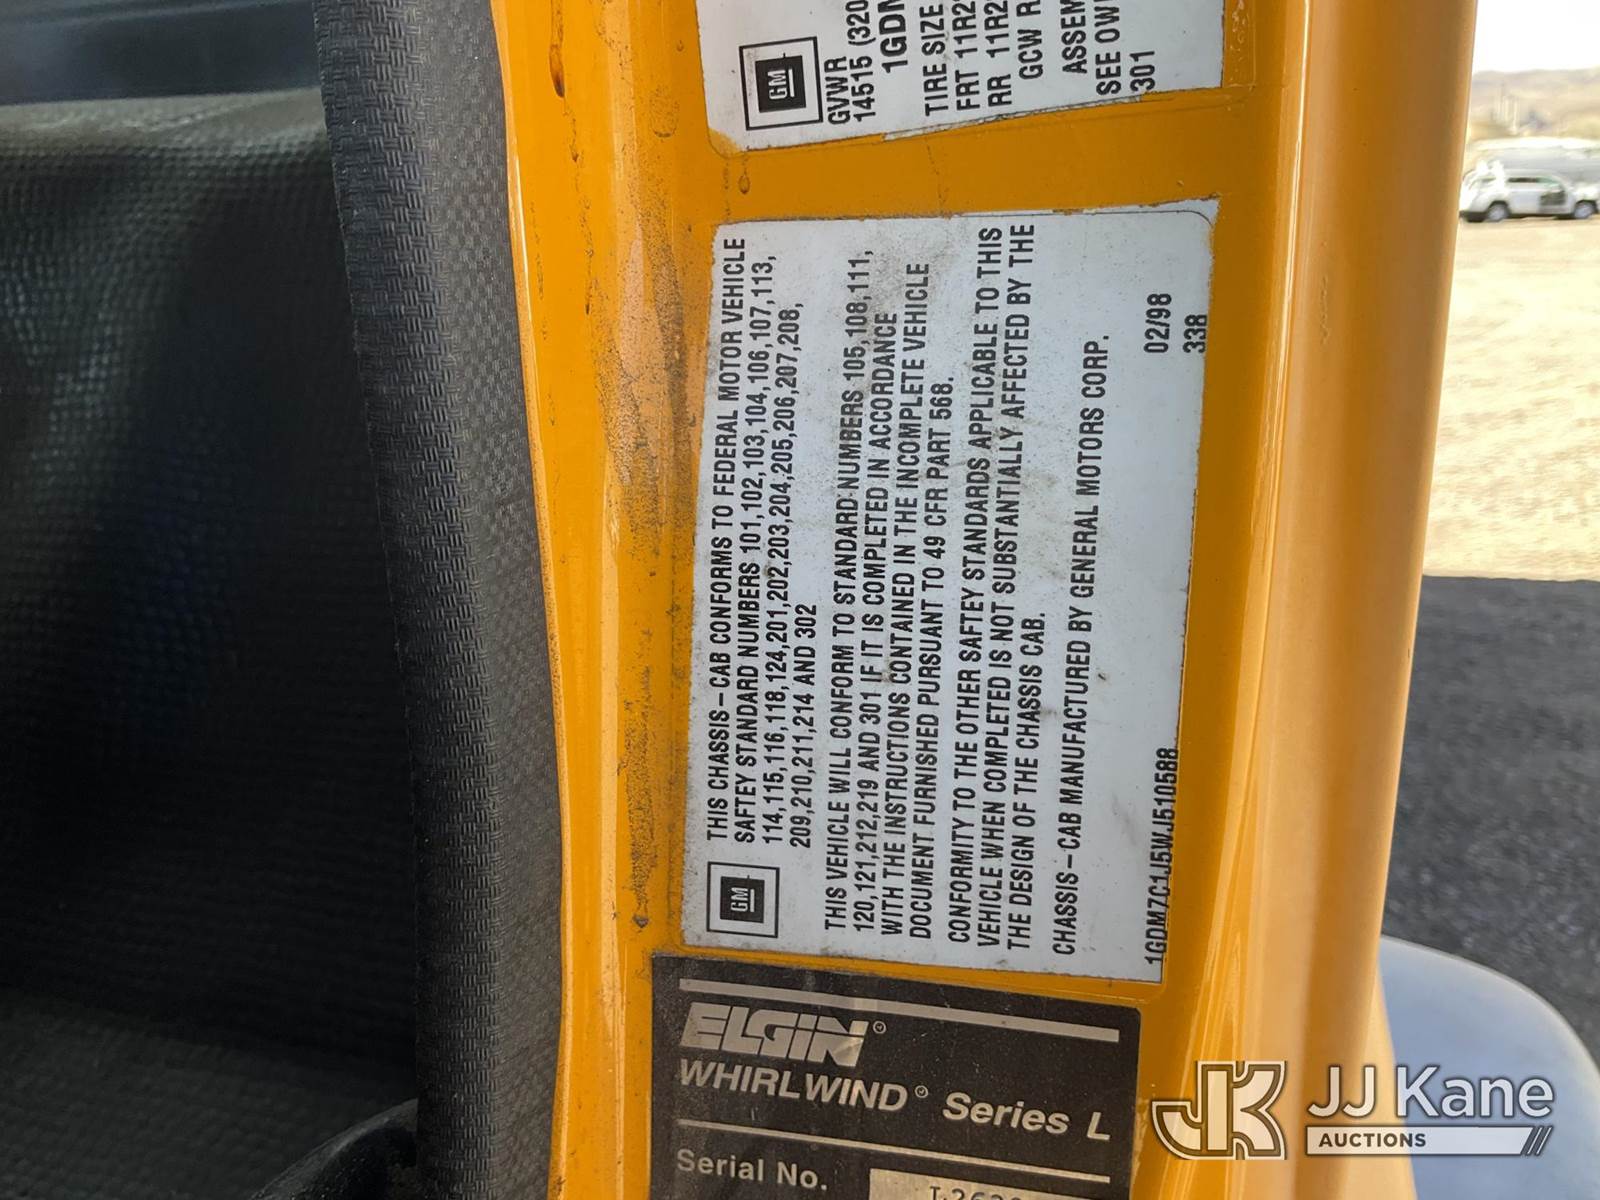 GM
GVWR
14515 (320
1GDM
TIRE SIZE
FRT 11R2
RR 11R2
GCW R
ASSEM
SEE OW
301
GM
THIS CHASSIS-CAB CONFORMS TO FEDERAL MOTOR VEHICLE
SAFTEY STANDARD NUMBERS 101,102,103,104,106,107,113,
114,115,116,118,124,201,202,203,204,205,206,207,208,
209,210,211,214 AND 302
THIS VEHICLE WILL CONFORM TO STANDARD NUMBERS 105,108,111,
120,121,212,219 AND 301 IF IT IS COMPLETED IN ACCORDANCE
WITH THE INSTRUCTIONS CONTAINED IN THE INCOMPLETE VEHICLE
DOCUMENT FURNISHED PURSUANT TO 49 CFR PART 568.
CONFORMITY TO THE OTHER SAFTEY STANDARDS APPLICABLE TO THIS
VEHICLE WHEN COMPLETED IS NOT SUBSTANTIALLY AFFECTED BY THE
THE DESIGN OF THE CHASSIS CAB.
CHASSIS-CAB MANUFACTURED BY GENERAL MOTORS CORP.
02/98
1GDM7C1J5WJ510588
338
ELGIN®
WHIRLWIND® Series L
Serial No.
JJ Kane
AUCTIONS